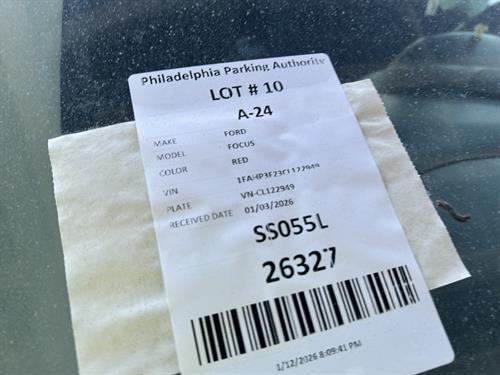 Philadelphia Parking Authority
LOT # 10
A-24
MAKE FORD
MODEL FOCUS
COLOR RED
VIN 1FAHP3F23CL122949
PLATE VN-CL122949
RECEIVED DATE 01/03/2026
SS055L
26327
1/12/2026 8:09:41 PM